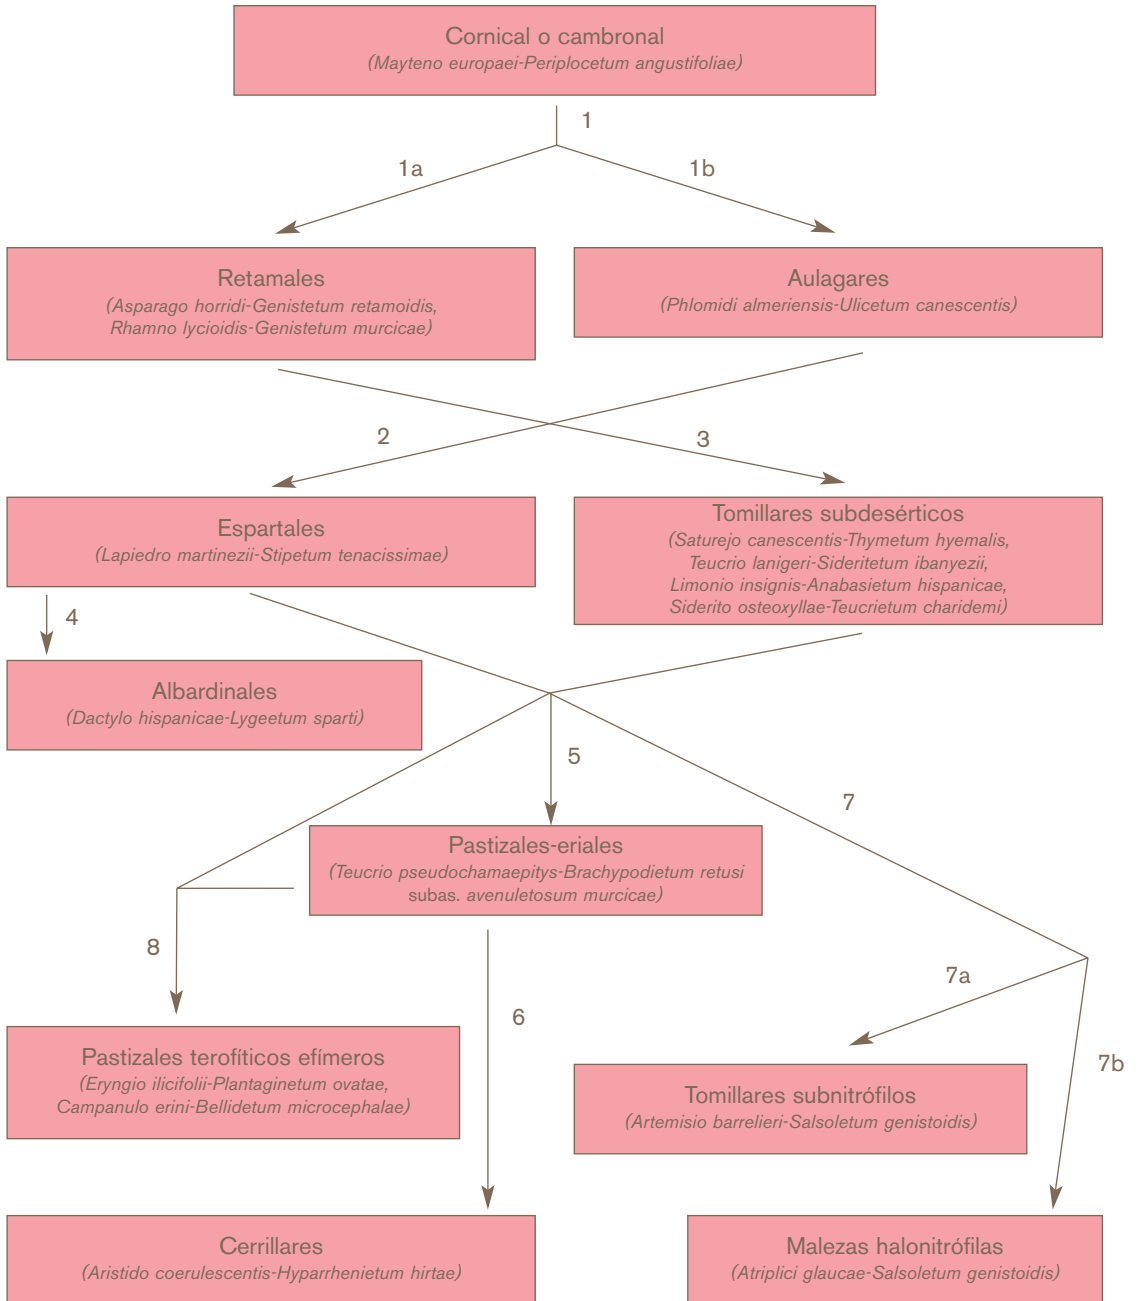 Cornical o cambronal
(Mayteno europaei-Periplocetum angustifoliae)
1
1a
1b
Retamales
(Asparago horridi-Genistetum retamoidis,
Rhamno lycioidis-Genistetum murcicae)
Aulagares
(Phlomidi almeriensis-Ulicetum canescentis)
2
3
Espartales
(Lapiedro martinezii-Stipetum tenacissimae)
Tomillares subdesérticos
(Saturejo canescentis-Thymetum hyemalis,
Teucrio lanigeri-Sideritetum ibanyezii,
Limonio insignis-Anabasietum hispanicae,
Siderito osteoxyllae-Teucrietum charidemi)
4
Albardinales
(Dactylo hispanicae-Lygeetum sparti)
5
7
Pastizales-eriales
(Teucrio pseudochamaepitys-Brachypodietum retusi
subas. avenuletosum murcicae)
8
7a
6
7b
Pastizales terofíticos efímeros
(Eryngio ilicifolii-Plantaginetum ovatae,
Campanulo erini-Bellidetum microcephalae)
Tomillares subnitrófilos
(Artemisio barrelieri-Salsoletum genistoidis)
Cerrillares
(Aristido coerulescentis-Hyparrhenietum hirtae)
Malezas halonitrófilas
(Atriplici glaucae-Salsoletum genistoidis)